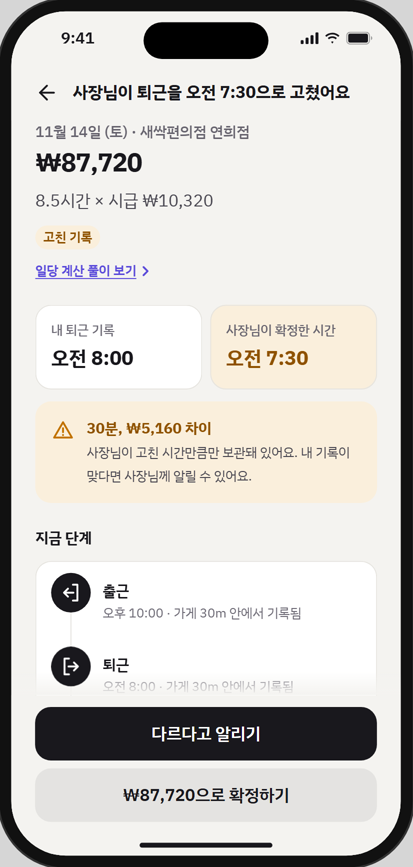 9:41
사장님이 퇴근을 오전 7:30으로 고쳤어요
11월 14일 (토) · 새싹편의점 연희점
₩87,720
8.5시간 × 시급 ₩10,320
고친 기록
일당 계산 풀이 보기
내 퇴근 기록
오전 8:00
사장님이 확정한 시간
오전 7:30
30분, ₩5,160 차이
사장님이 고친 시간만큼만 보관돼 있어요. 내 기록이
맞다면 사장님께 알릴 수 있어요.
지금 단계
출근
오후 10:00 · 가게 30m 안에서 기록됨
퇴근
오전 8:00 · 가게 30m 안에서 기록됨
다르다고 알리기
₩87,720으로 확정하기